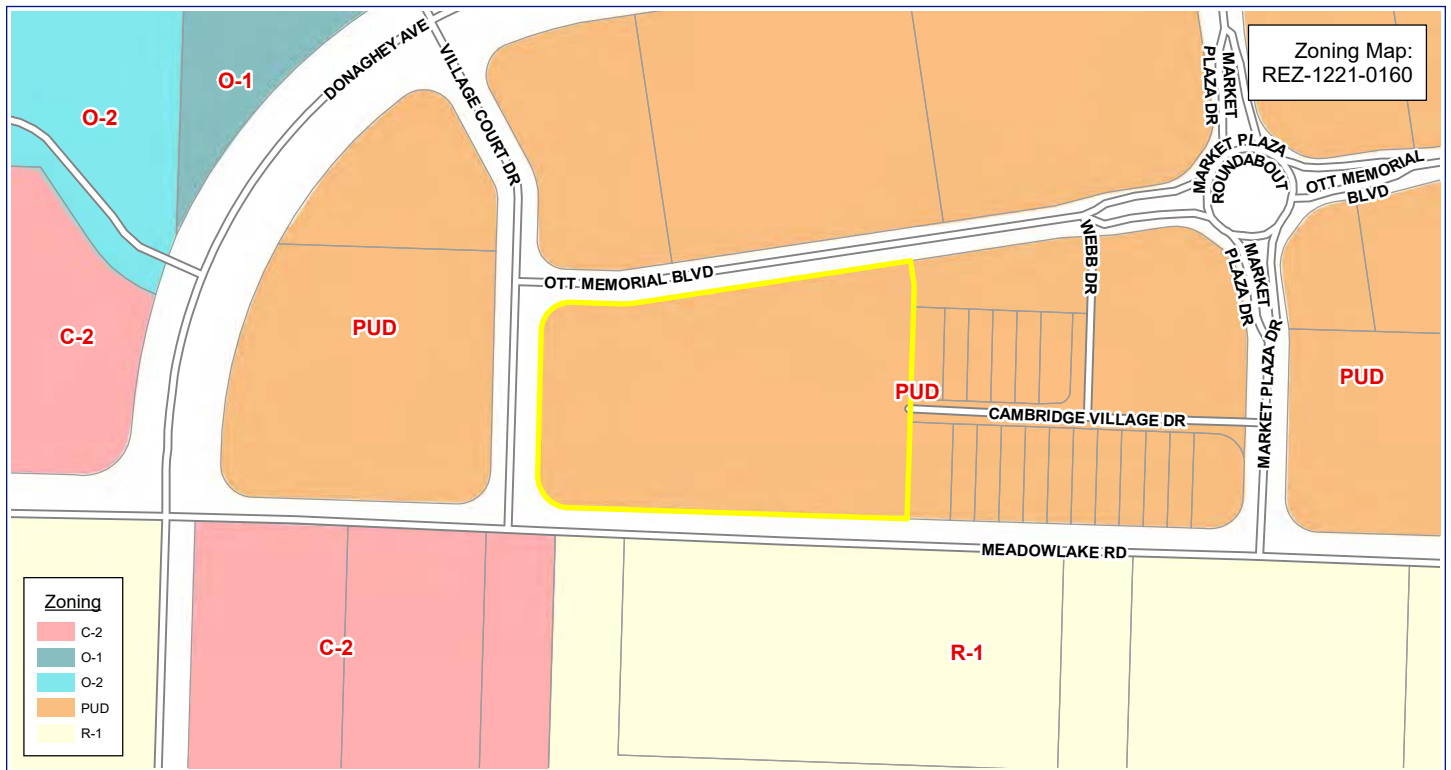 Zoning Map:
REZ-1221-0160
DONAGHEY AVE
VILLAGE COURT DR
O-1
O-2
MARKET
PLAZA DR
MARKET PLAZA
ROUNDABOUT
OTT MEMORIAL
BLVD
WEBB DR
MARKET
PLAZA DR
OTT MEMORIAL BLVD
C-2
PUD
PUD
PUD
MARKET PLAZA DR
CAMBRIDGE VILLAGE DR
MEADOWLAKE RD
C-2
R-1
Zoning
C-2
O-1
O-2
PUD
R-1